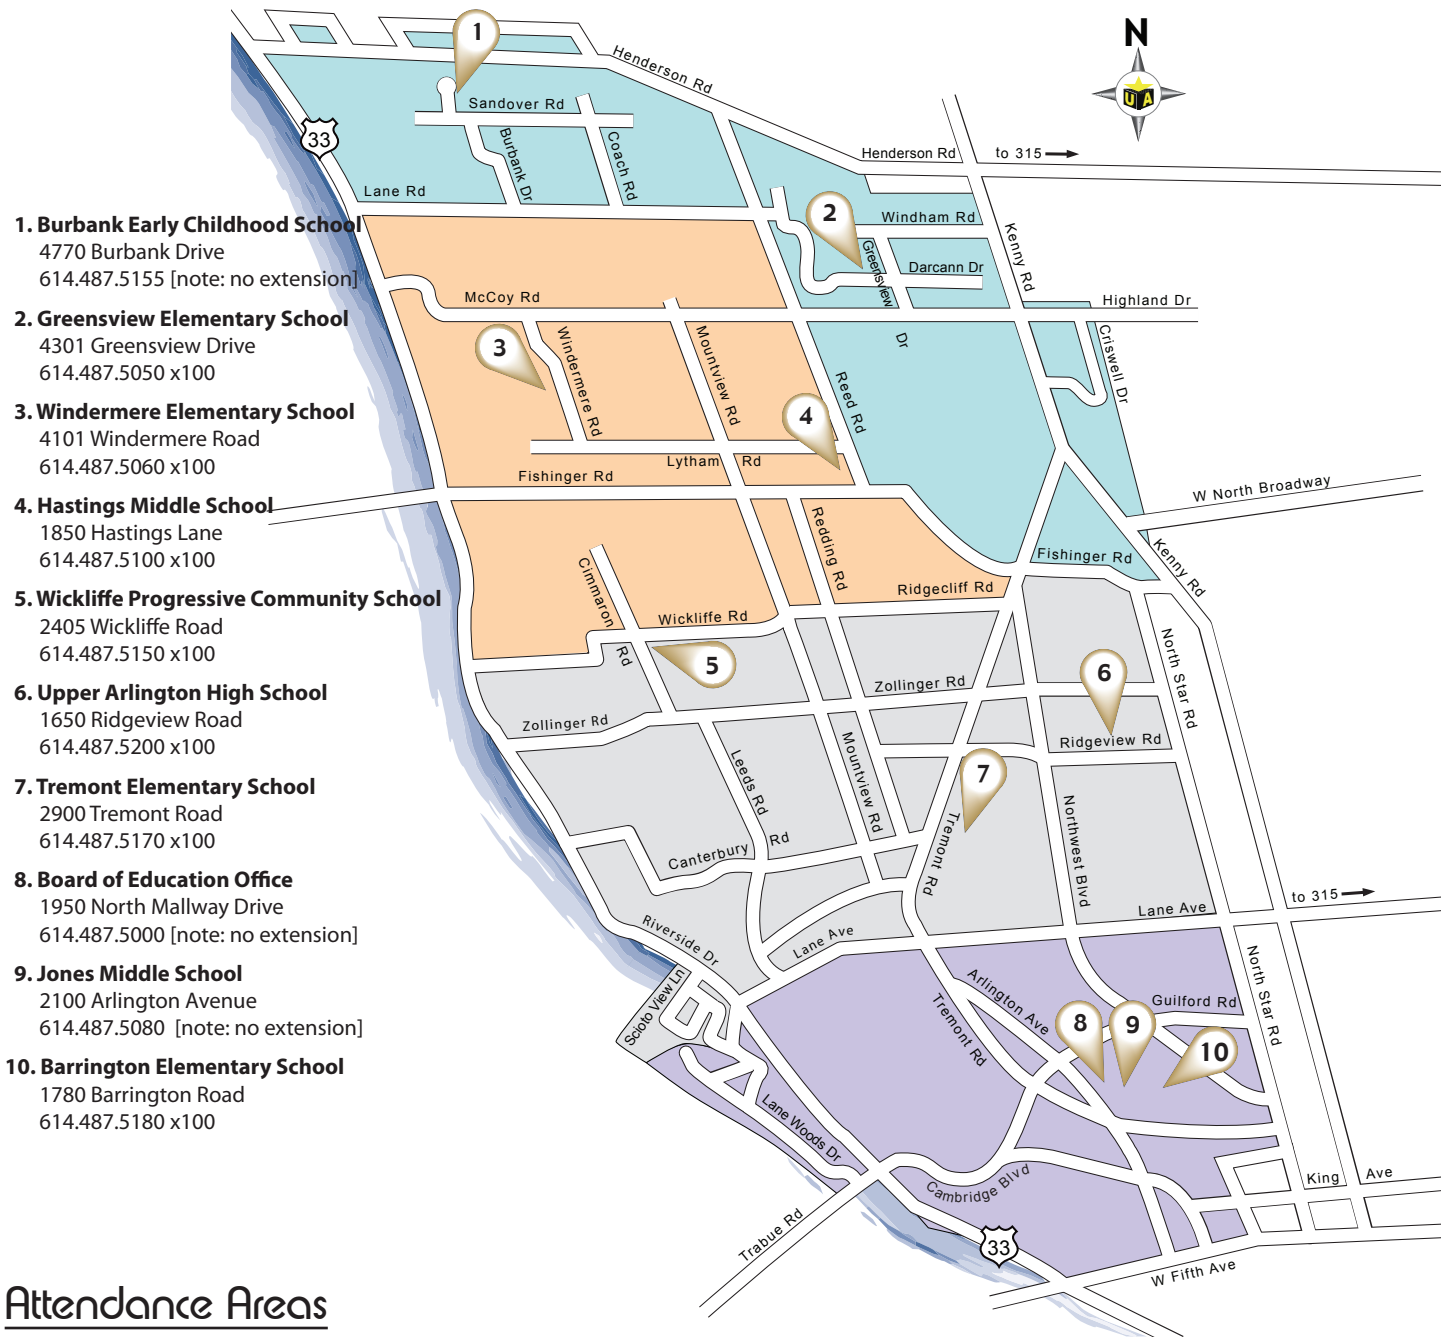 N
U A
1
Henderson Rd
Sandover Rd
33
Burbank Dr
Coach Rd
Henderson Rd
to 315
Lane Rd
2
Windham Rd
Kenny Rd
Greensview
Dr
Darcann Dr
McCoy Rd
Highland Dr
3
Windermere Rd
Mountview Rd
Reed Rd
Criswell Dr
4
Lytham Rd
Fishinger Rd
W North Broadway
Redding Rd
Fishinger Rd
Kenny Rd
Cimmaron
Rd
Ridgecliff Rd
Wickliffe Rd
5
6
North Star Rd
Zollinger Rd
Zollinger Rd
Ridgeview Rd
Leeds Rd
Mountview Rd
7
Tremont Rd
Northwest Blvd
Canterbury Rd
to 315
Lane Ave
Riverside Dr
Lane Ave
Scioto View Ln
Arlington Ave
Tremont Rd
Guilford Rd
North Star Rd
8
9
10
Lane Woods Dr
Cambridge Blvd
King Ave
Trabue Rd
33
W Fifth Ave
1. Burbank Early Childhood School
4770 Burbank Drive
614.487.5155 [note: no extension]
2. Greensview Elementary School
4301 Greensview Drive
614.487.5050 x100
3. Windermere Elementary School
4101 Windermere Road
614.487.5060 x100
4. Hastings Middle School
1850 Hastings Lane
614.487.5100 x100
5. Wickliffe Progressive Community School
2405 Wickliffe Road
614.487.5150 x100
6. Upper Arlington High School
1650 Ridgeview Road
614.487.5200 x100
7. Tremont Elementary School
2900 Tremont Road
614.487.5170 x100
8. Board of Education Office
1950 North Mallway Drive
614.487.5000 [note: no extension]
9. Jones Middle School
2100 Arlington Avenue
614.487.5080 [note: no extension]
10. Barrington Elementary School
1780 Barrington Road
614.487.5180 x100
Attendance Areas